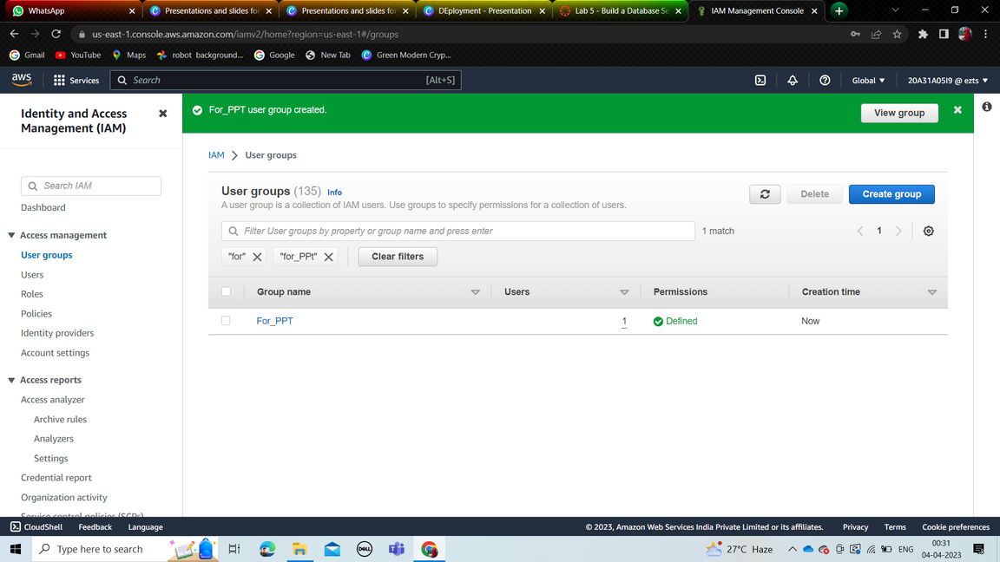 WhatsApp
Presentations and slides fo
Presentations and slides fo
DEployment - Presentation
Lab 5 - Build a Database Se
IAM Management Console
us-east-1.console.aws.amazon.com/iamv2/home?region=us-east-1#/groups
Gmail YouTube Maps robot background... Google New Tab Green Modern Cryp...
aws Services Search [Alt+S] Global 20A31A05I9 @ ezts
Identity and Access
Management (IAM)
For_PPT user group created.
View group
IAM > User groups
Search IAM
Dashboard
Access management
User groups
Users
Roles
Policies
Identity providers
Account settings
Access reports
Access analyzer
Archive rules
Analyzers
Settings
Credential report
Organization activity
Service control policies (SCPs)
User groups (135) Info
A user group is a collection of IAM users. Use groups to specify permissions for a collection of users.
Delete
Create group
Filter User groups by property or group name and press enter
1 match
1
"for"
"for_PPt"
Clear filters
Group name Users Permissions Creation time
For_PPT 1 Defined Now
CloudShell Feedback Language © 2023, Amazon Web Services India Private Limited or its affiliates. Privacy Terms Cookie preferences
Type here to search
DELL
27°C Haze
ENG
00:31
04-04-2023